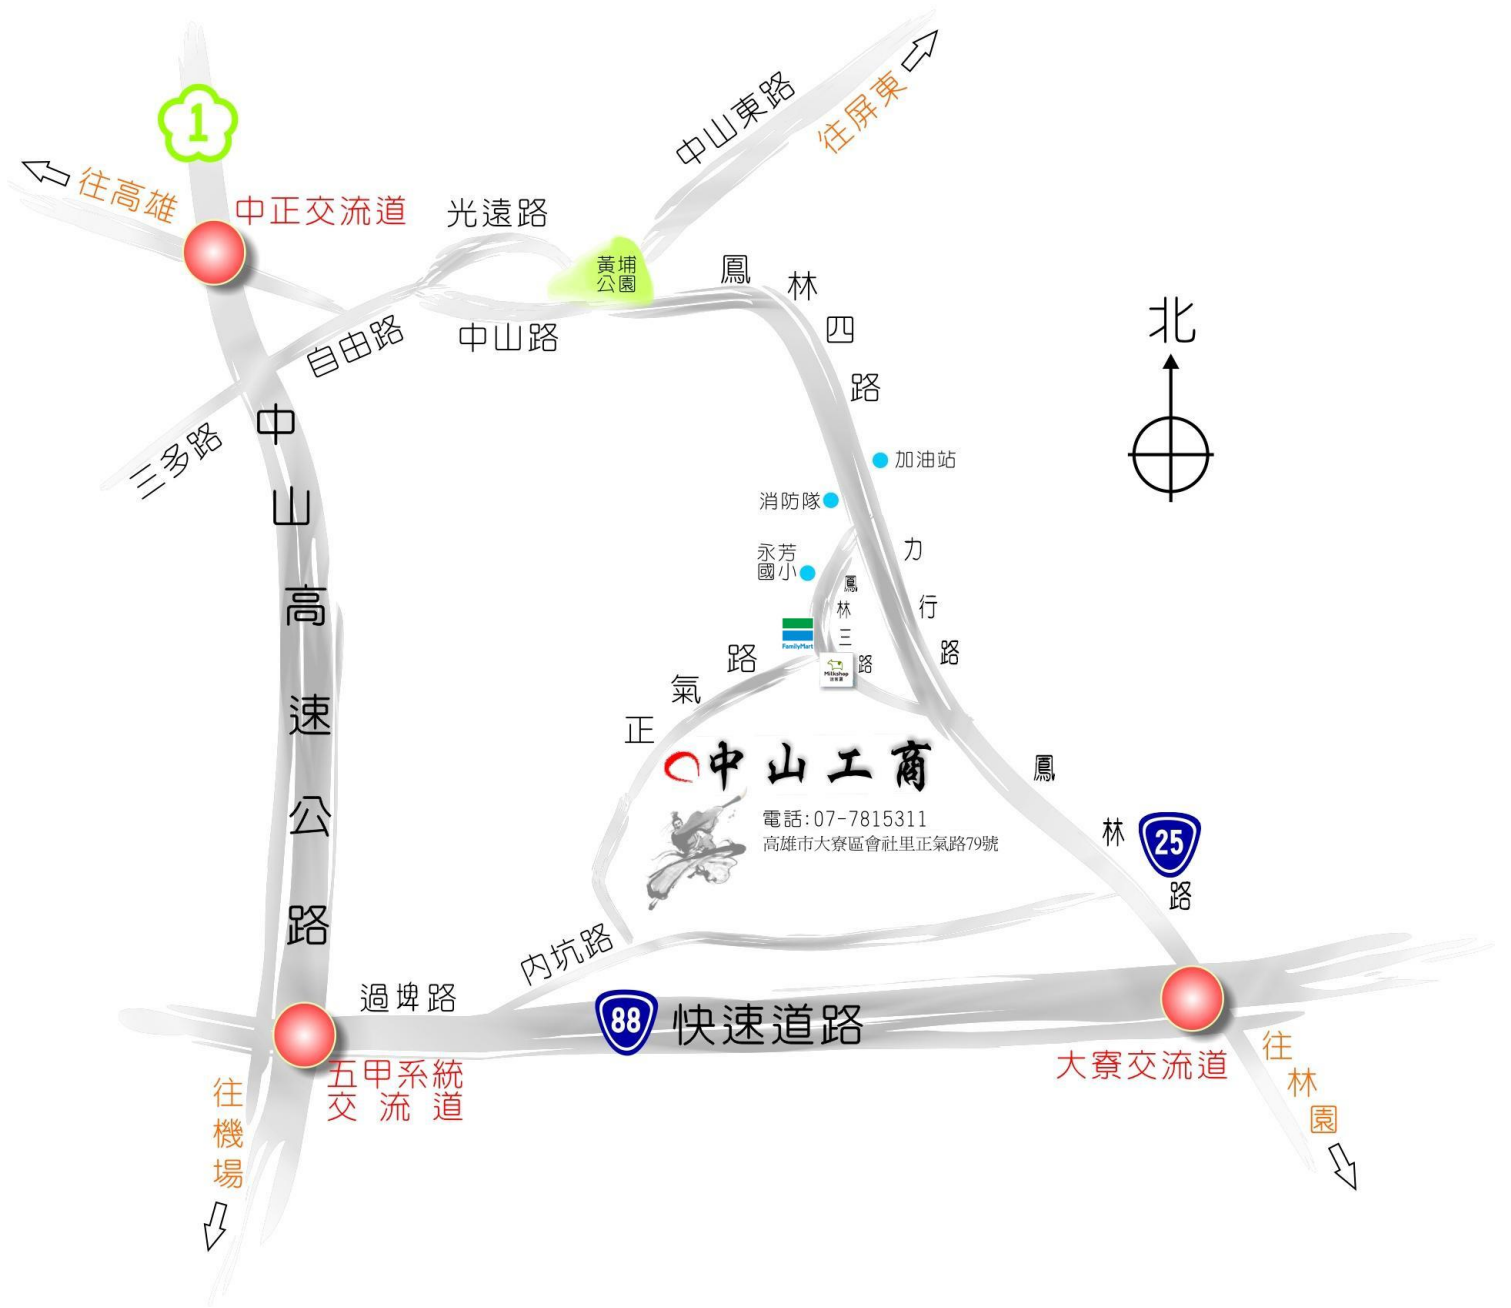 1
往高雄
中正交流道
光遠路
中山東路
往屏東
黃埔
公園
鳳林四路
自由路
中山路
三多路
北
中山高速公路
加油站
消防隊
永芳
國小
力行路
鳳林三路
FamilyMart
Milkshop
正氣路
中山工商
電話:07-7815311
高雄市大寮區會社里正氣路79號
鳳林路
25
內坑路
過埤路
88
快速道路
五甲系統
交流道
大寮交流道
往機場
往林園